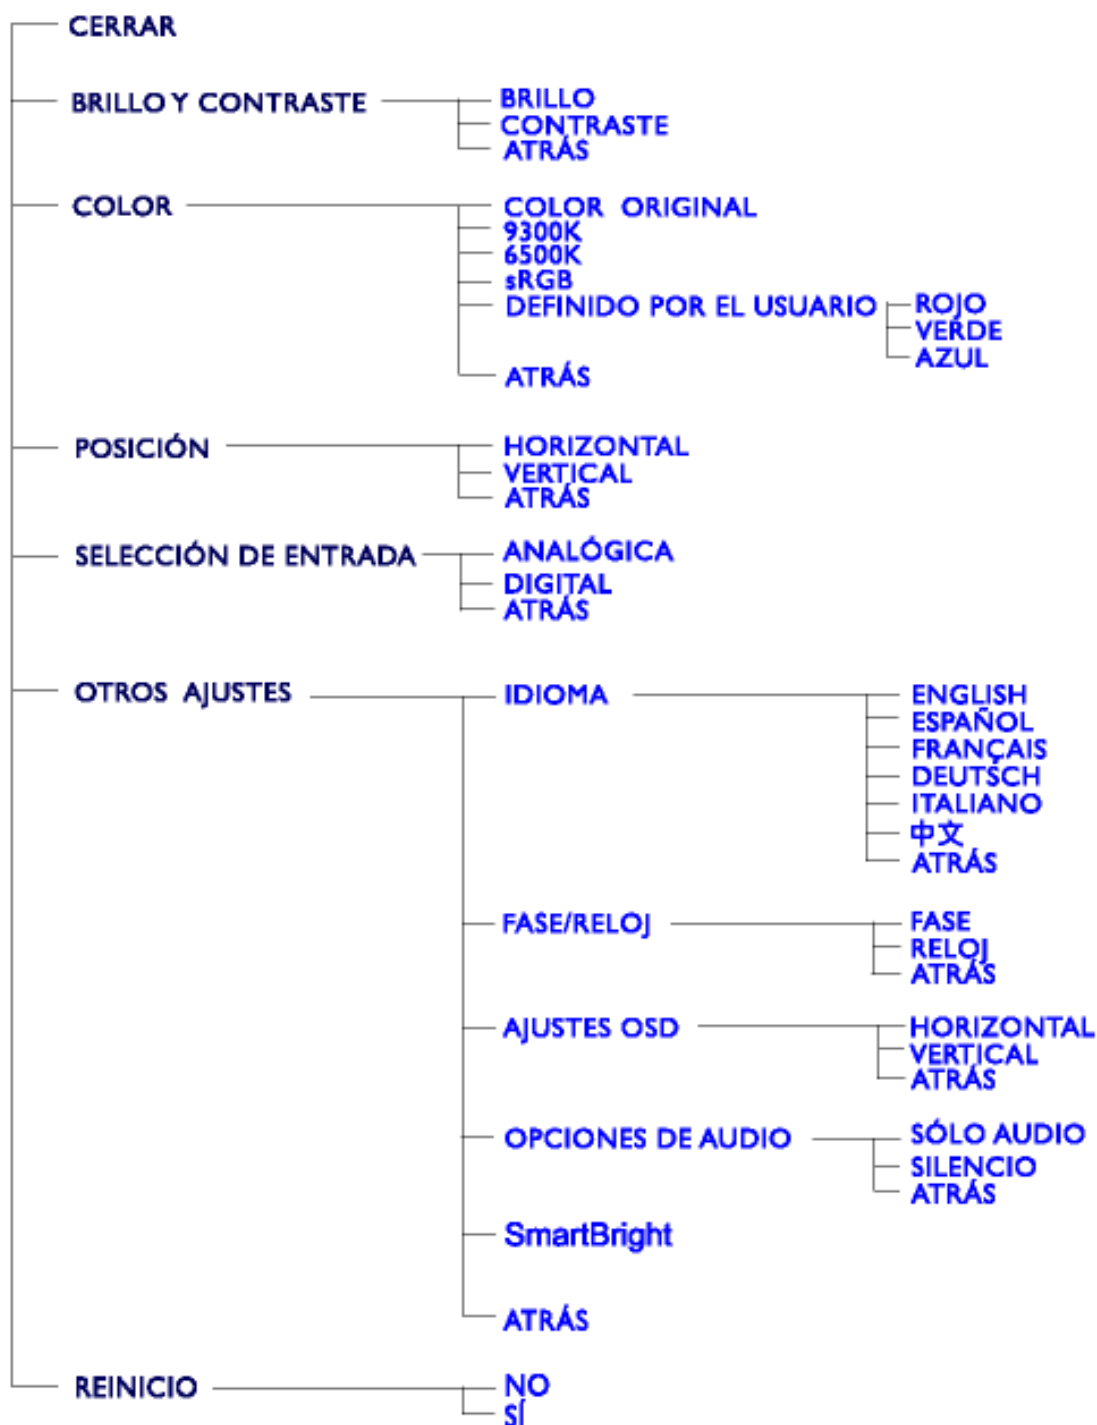 CERRAR
BRILLO Y CONTRASTE
BRILLO
CONTRASTE
ATRÁS
COLOR
COLOR ORIGINAL
9300K
6500K
sRGB
DEFINIDO POR EL USUARIO
ROJO
VERDE
AZUL
ATRÁS
POSICIÓN
HORIZONTAL
VERTICAL
ATRÁS
SELECCIÓN DE ENTRADA
ANALÓGICA
DIGITAL
ATRÁS
OTROS AJUSTES
IDIOMA
ENGLISH
ESPAÑOL
FRANÇAIS
DEUTSCH
ITALIANO
中文
ATRÁS
FASE/RELOJ
FASE
RELOJ
ATRÁS
AJUSTES OSD
HORIZONTAL
VERTICAL
ATRÁS
OPCIONES DE AUDIO
SÓLO AUDIO
SILENCIO
ATRÁS
SmartBright
ATRÁS
REINICIO
NO
SÍ